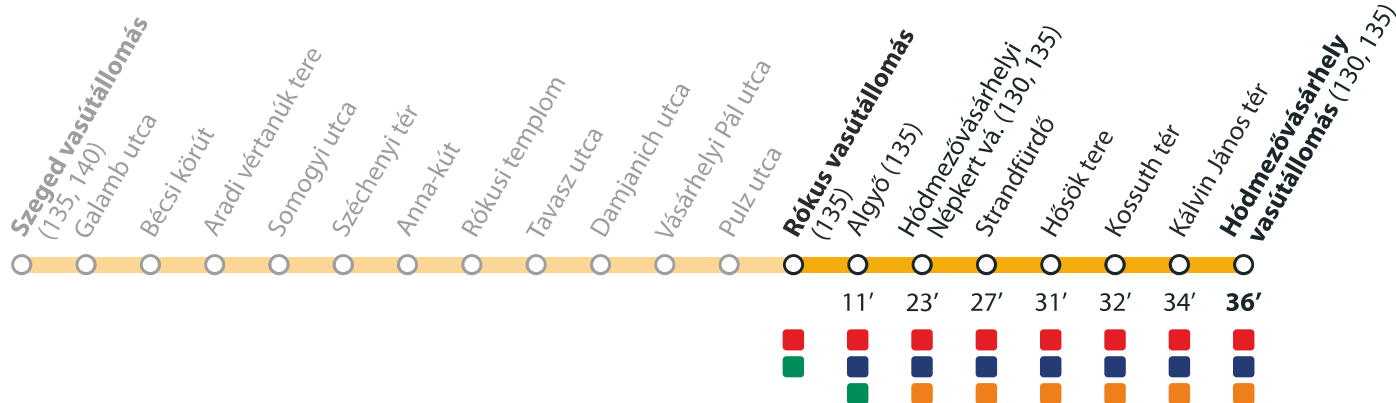 Szeged vasútállomás
(135, 140)
Galamb utca
Bécsi körút
Aradi vértanúk tere
Somogyi utca
Széchenyi tér
Anna-kút
Rókusi templom
Tavasz utca
Damjanich utca
Vásárhelyi Pál utca
Pulz utca
Rókus vasútállomás
(135)
Algyő (135)
Hódmezővásárhelyi
Népkert vá. (130, 135)
Strandfürdő
Hősök tere
Kossuth tér
Kálvin János tér
Hódmezővásárhely
vasútállomás (130, 135)
11’ 23’ 27’ 31’ 32’ 34’ 36’